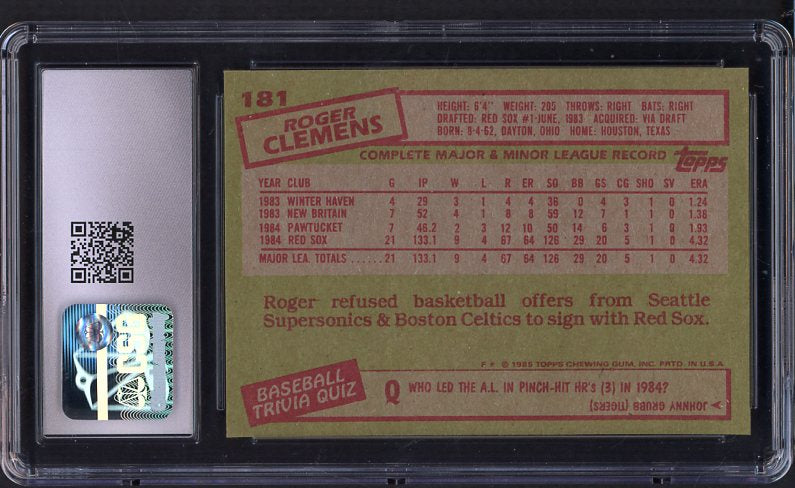 181
ROGER
CLEMENS
HEIGHT: 6'4" WEIGHT: 205 THROWS: RIGHT BATS: RIGHT
DRAFTED: RED SOX #1-JUNE, 1983 ACQUIRED: VIA DRAFT
BORN: 8-4-62, DAYTON, OHIO HOME: HOUSTON, TEXAS
COMPLETE MAJOR & MINOR LEAGUE RECORD topps
YEAR CLUB G IP W L R ER SO BB GS CG SHO SV ERA
1983 WINTER HAVEN 4 29 3 1 4 4 36 0 4 3 1 0 1.24
1983 NEW BRITAIN 7 52 4 1 8 8 59 12 7 1 1 0 1.38
1984 PAWTUCKET 7 46.2 2 3 12 10 50 14 6 3 1 0 1.93
1984 RED SOX 21 133.1 9 4 67 64 126 29 20 5 1 0 4.32
MAJOR LEA. TOTALS ......21 133.1 9 4 67 64 126 29 20 5 1 0 4.32
Roger refused basketball offers from Seattle
Supersonics & Boston Celtics to sign with Red Sox.
F* © 1985 TOPPS CHEWING GUM, INC. PRTD. IN U.S.A
BASEBALL
TRIVIA QUIZ
Q WHO LED THE A.L. IN PINCH-HIT HR's (3) IN 1984?
A JOHNNY GRUBB (TIGERS)
CSG